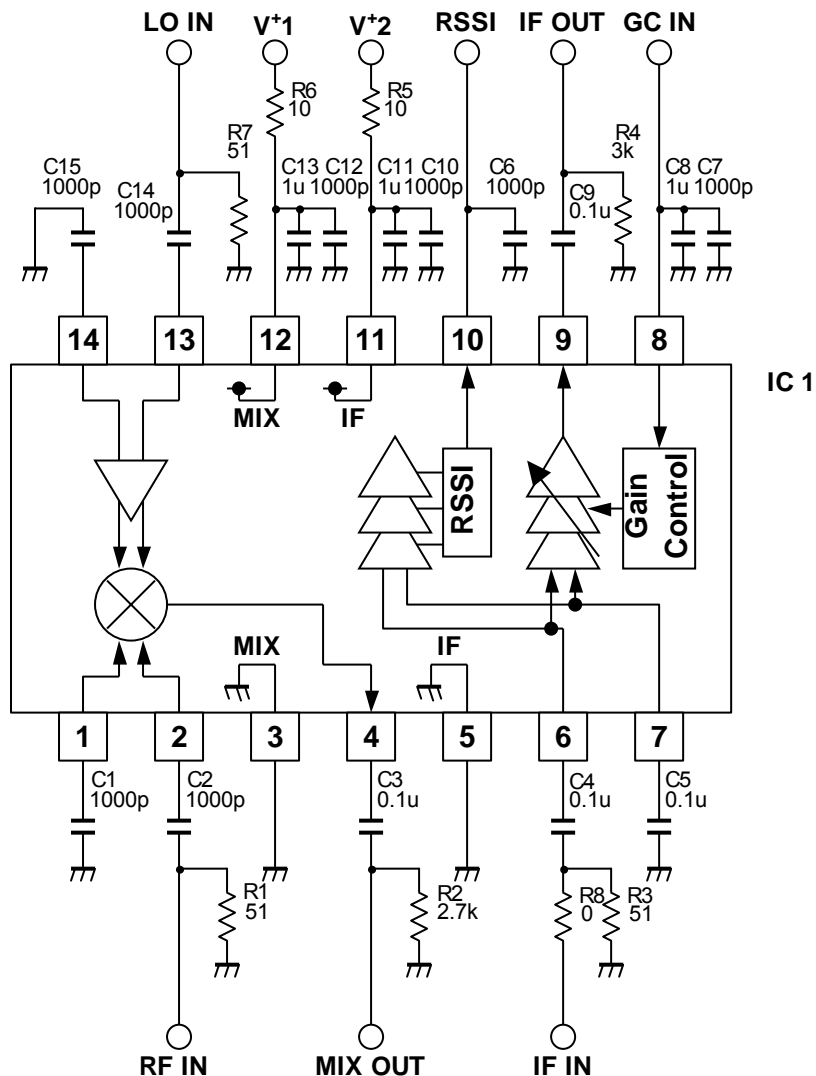 LO IN
V+1
V+2
RSSI
IF OUT
GC IN
R6
10
R5
10
R7
51
R4
3k
C15
1000p
C14
1000p
C13
1u
C12
1000p
C11
1u
C10
1000p
C6
1000p
C9
0.1u
C8
1u
C7
1000p
14
13
12
11
10
9
8
IC 1
MIX
IF
RSSI
Gain
Control
MIX
IF
1
2
3
4
5
6
7
C1
1000p
C2
1000p
C3
0.1u
C4
0.1u
C5
0.1u
R1
51
R2
2.7k
R8
0
R3
51
RF IN
MIX OUT
IF IN